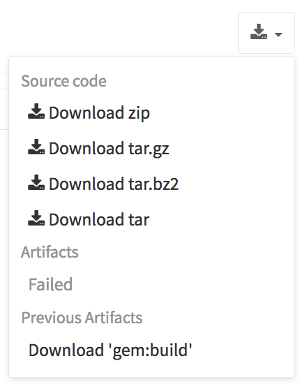 Source code
Download zip
Download tar.gz
Download tar.bz2
Download tar
Artifacts
Failed
Previous Artifacts
Download 'gem:build'